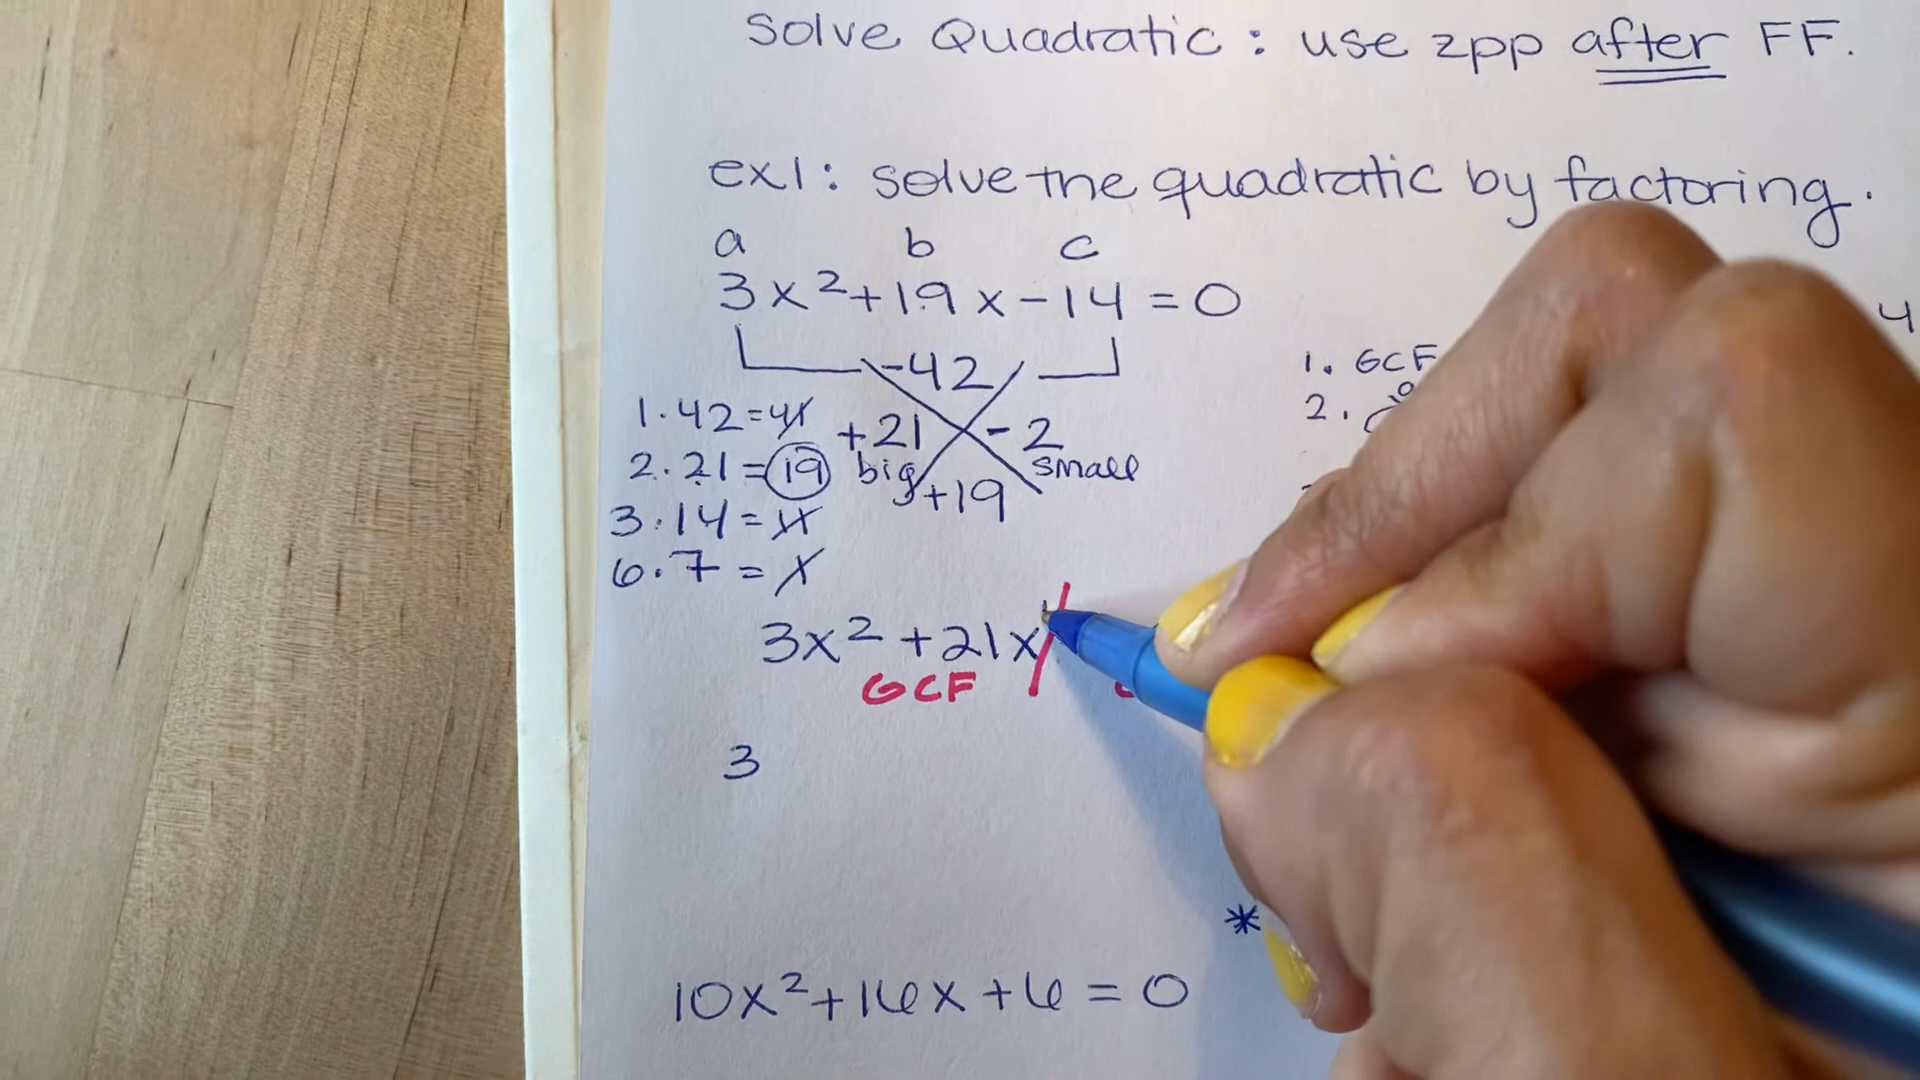 Solve Quadratic: use zpp after FF.
ex1: solve the quadratic by factoring.
a b c
3x²+19x-14=0
-42
1.42=41
+21 -2
2.21=19
big small
+19
3.14=11
6.7=1
1. GCF
2.
4
3x²+21x
GCF
3
*
10x²+16x+6=0